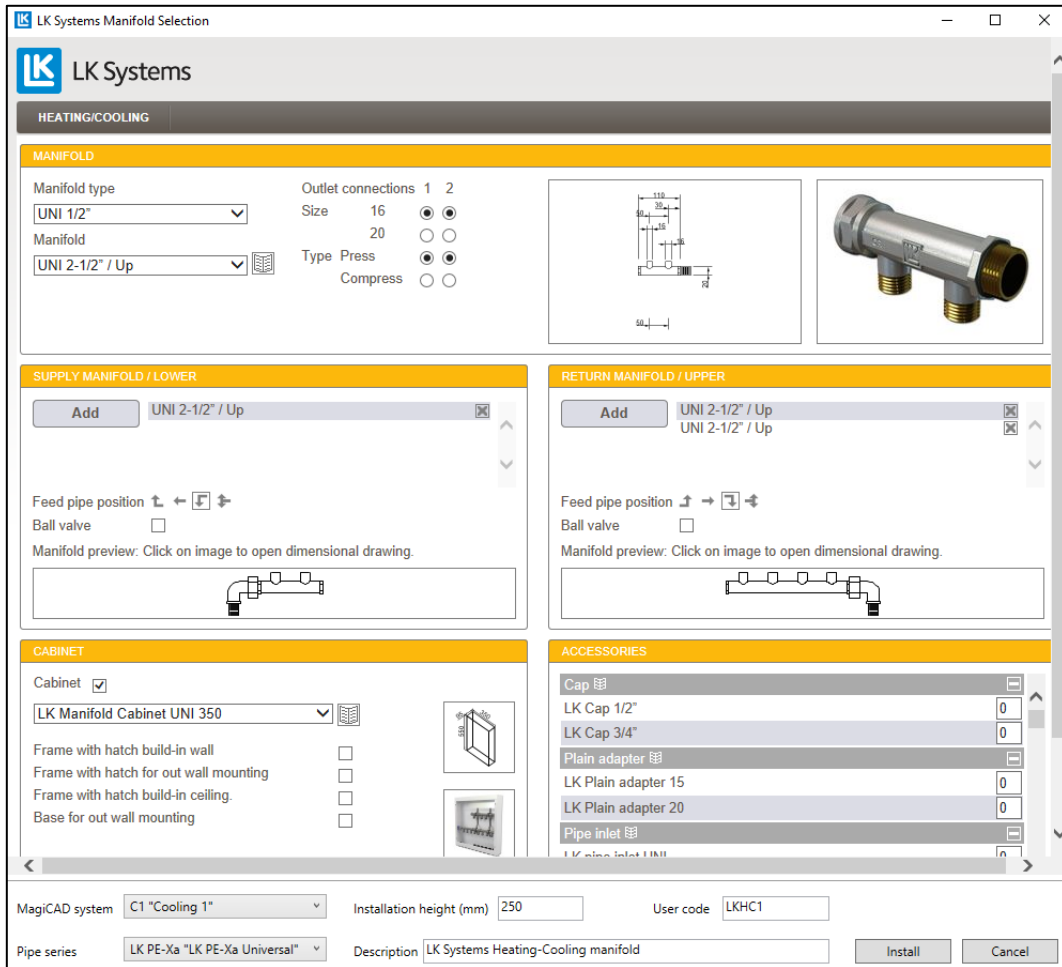 LK Systems Manifold Selection
LK Systems
HEATING/COOLING
MANIFOLD
Manifold type
UNI 1/2"
Manifold
UNI 2-1/2" / Up
Outlet connections 1 2
Size 16
20
Type Press
Compress
110
30
50
16
16
20
50
SUPPLY MANIFOLD / LOWER
Add
UNI 2-1/2" / Up
Feed pipe position
Ball valve
Manifold preview: Click on image to open dimensional drawing.
RETURN MANIFOLD / UPPER
Add
UNI 2-1/2" / Up
UNI 2-1/2" / Up
Feed pipe position
Ball valve
Manifold preview: Click on image to open dimensional drawing.
CABINET
Cabinet
LK Manifold Cabinet UNI 350
Frame with hatch build-in wall
Frame with hatch for out wall mounting
Frame with hatch build-in ceiling.
Base for out wall mounting
350
550
ACCESSORIES
Cap
LK Cap 1/2" 0
LK Cap 3/4" 0
Plain adapter
LK Plain adapter 15 0
LK Plain adapter 20 0
Pipe inlet
LK pipe inlet UNI 0
MagiCAD system C1 "Cooling 1" Installation height (mm) 250 User code LKHC1
Pipe series LK PE-Xa "LK PE-Xa Universal" Description LK Systems Heating-Cooling manifold Install Cancel